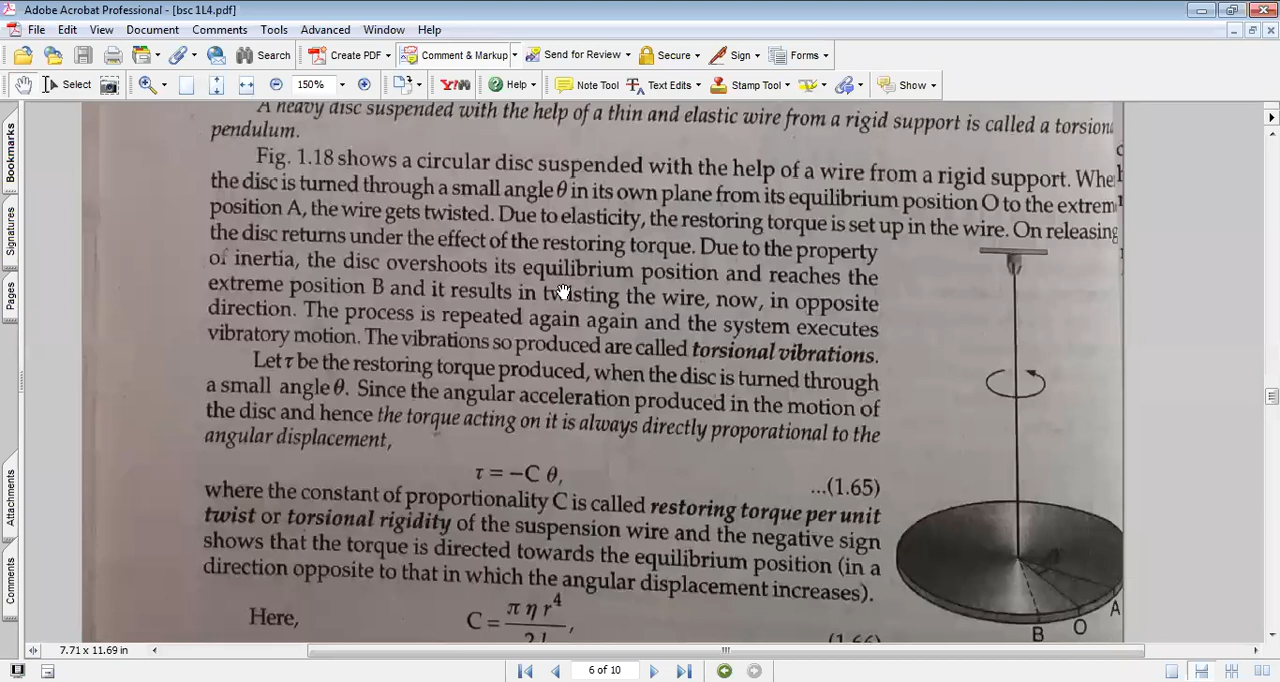 Adobe Acrobat Professional - [bsc 1L4.pdf]
File Edit View Document Comments Tools Advanced Window Help
Search Create PDF Comment & Markup Send for Review Secure Sign Forms
Select 150% Y! Help Note Tool Text Edits Stamp Tool Show
Bookmarks
Signatures
Pages
Attachments
Comments
A heavy disc suspended with the help of a thin and elastic wire from a rigid support is called a torsion
pendulum.
Fig. 1.18 shows a circular disc suspended with the help of a wire from a rigid support. Whe
the disc is turned through a small angle θ in its own plane from its equilibrium position O to the extrem
position A, the wire gets twisted. Due to elasticity, the restoring torque is set up in the wire. On releasing
the disc returns under the effect of the restoring torque. Due to the property
of inertia, the disc overshoots its equilibrium position and reaches the
extreme position B and it results in twisting the wire, now, in opposite
direction. The process is repeated again again and the system executes
vibratory motion. The vibrations so produced are called torsional vibrations.
Let τ be the restoring torque produced, when the disc is turned through
a small angle θ. Since the angular acceleration produced in the motion of
the disc and hence the torque acting on it is always directly proporational to the
angular displacement,
τ = −C θ, ...(1.65)
where the constant of proportionality C is called restoring torque per unit
twist or torsional rigidity of the suspension wire and the negative sign
shows that the torque is directed towards the equilibrium position (in a
direction opposite to that in which the angular displacement increases).
Here, C = π η r⁴ / 2 l, (1.66)
A
O
B
7.71 x 11.69 in
6 of 10